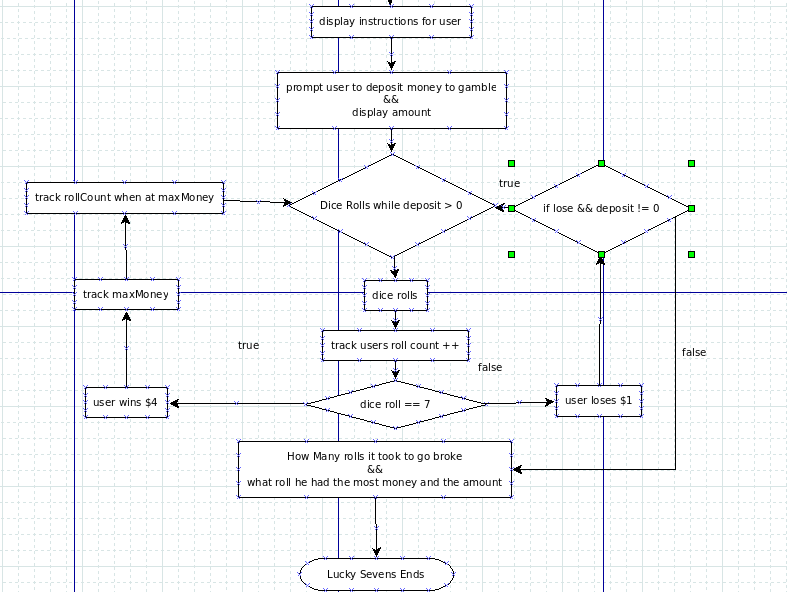 display instructions for user
prompt user to deposit money to gamble
&&
display amount
true
track rollCount when at maxMoney
Dice Rolls while deposit > 0
if lose && deposit != 0
track maxMoney
dice rolls
true
track users roll count ++
false
false
user wins $4
dice roll == 7
user loses $1
How Many rolls it took to go broke
&&
what roll he had the most money and the amount
Lucky Sevens Ends